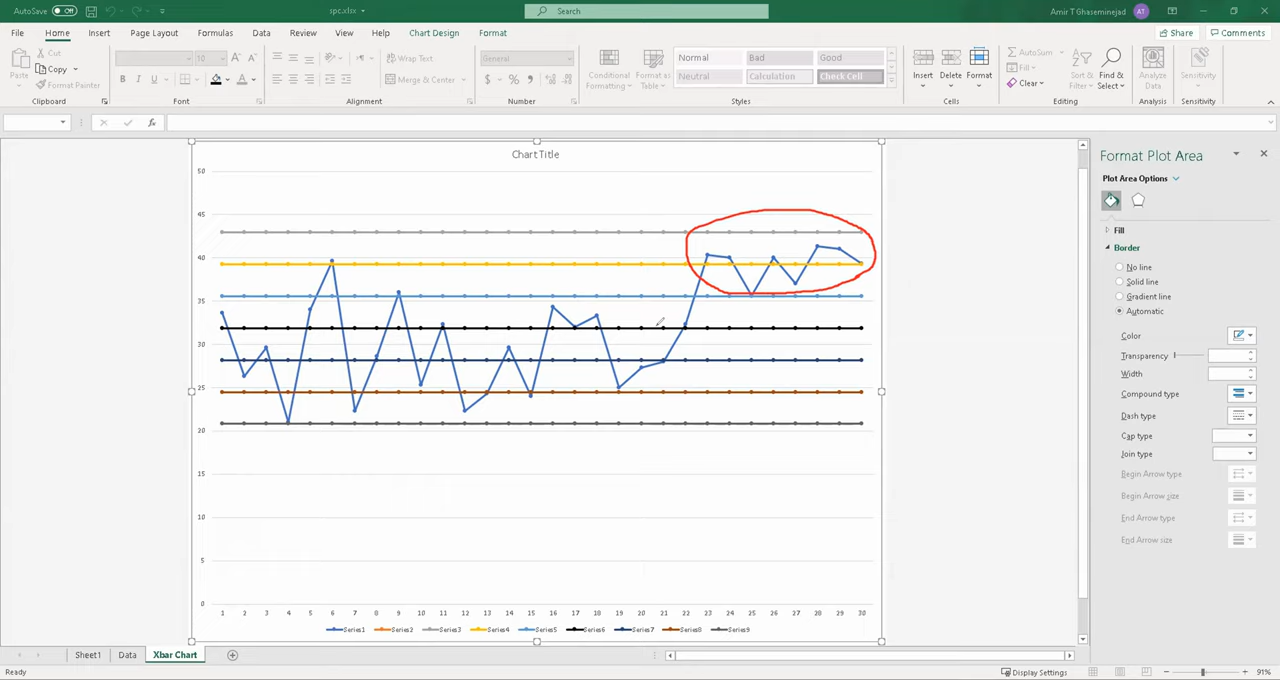 AutoSave Off spc.xlsx Search Amir T Ghaseminejad AT
File Home Insert Page Layout Formulas Data Review View Help Chart Design Format Share Comments
Paste Cut Copy Format Painter Clipboard
10 A A B I U A Font
Wrap Text Merge & Center Alignment
General $ % , Number
Conditional Formatting Format as Table Normal Bad Good Neutral Calculation Check Cell Styles
Insert Delete Format Cells
AutoSum Fill Clear Sort & Filter Find & Select Editing
Analyze Data Analysis
Sensitivity Sensitivity
fx
Chart Title
50
45
40
35
30
25
20
15
10
5
0
1 2 3 4 5 6 7 8 9 10 11 12 13 14 15 16 17 18 19 20 21 22 23 24 25 26 27 28 29 30
Series1 Series2 Series3 Series4 Series5 Series6 Series7 Series8 Series9
Format Plot Area
Plot Area Options
Fill
Border
No line
Solid line
Gradient line
Automatic
Color
Transparency
Width
Compound type
Dash type
Cap type
Join type
Begin Arrow type
Begin Arrow size
End Arrow type
End Arrow size
Sheet1 Data Xbar Chart
Ready Display Settings 91%